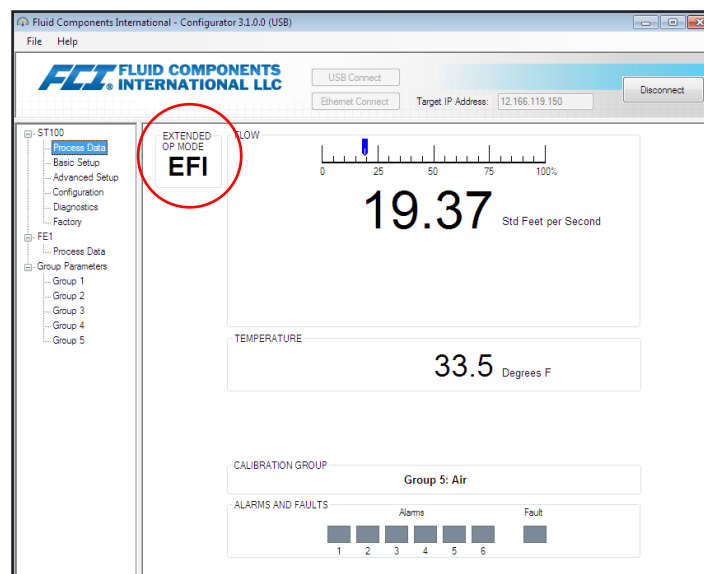 Fluid Components International - Configurator 3.1.0.0 (USB)
File Help
FCI. FLUID COMPONENTS
INTERNATIONAL LLC
USB Connect
Ethernet Connect
Target IP Address: 12.166.119.150
Disconnect
ST100
Process Data
Basic Setup
Advanced Setup
Configuration
Diagnostics
Factory
FE1
Process Data
Group Parameters
Group 1
Group 2
Group 3
Group 4
Group 5
EXTENDED
OP MODE
EFI
FLOW
0 25 50 75 100%
19.37 Std Feet per Second
TEMPERATURE
33.5 Degrees F
CALIBRATION GROUP
Group 5: Air
ALARMS AND FAULTS
Alarms Fault
1 2 3 4 5 6